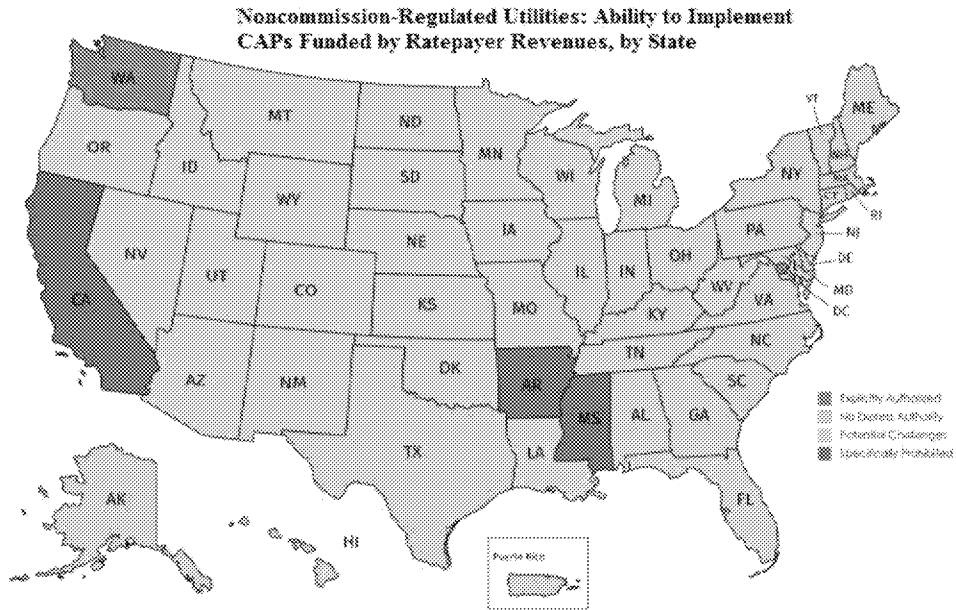 Noncommission-Regulated Utilities: Ability to Implement
CAPs Funded by Ratepayer Revenues, by State
WA
MT
ND
MN
VT
ME
OR
ID
SD
WI
MI
NY
NH
WY
IA
PA
CT
RI
NJ
NV
NE
IL
IN
OH
DE
UT
CO
KS
MO
WV
VA
MD
DC
CA
KY
AZ
NM
OK
AR
TN
NC
SC
MS
AL
GA
TX
LA
FL
AK
HI
Puerto Rico
Explicitly Authorized
No Express Authority
Potential Challenges
Specifically Prohibited